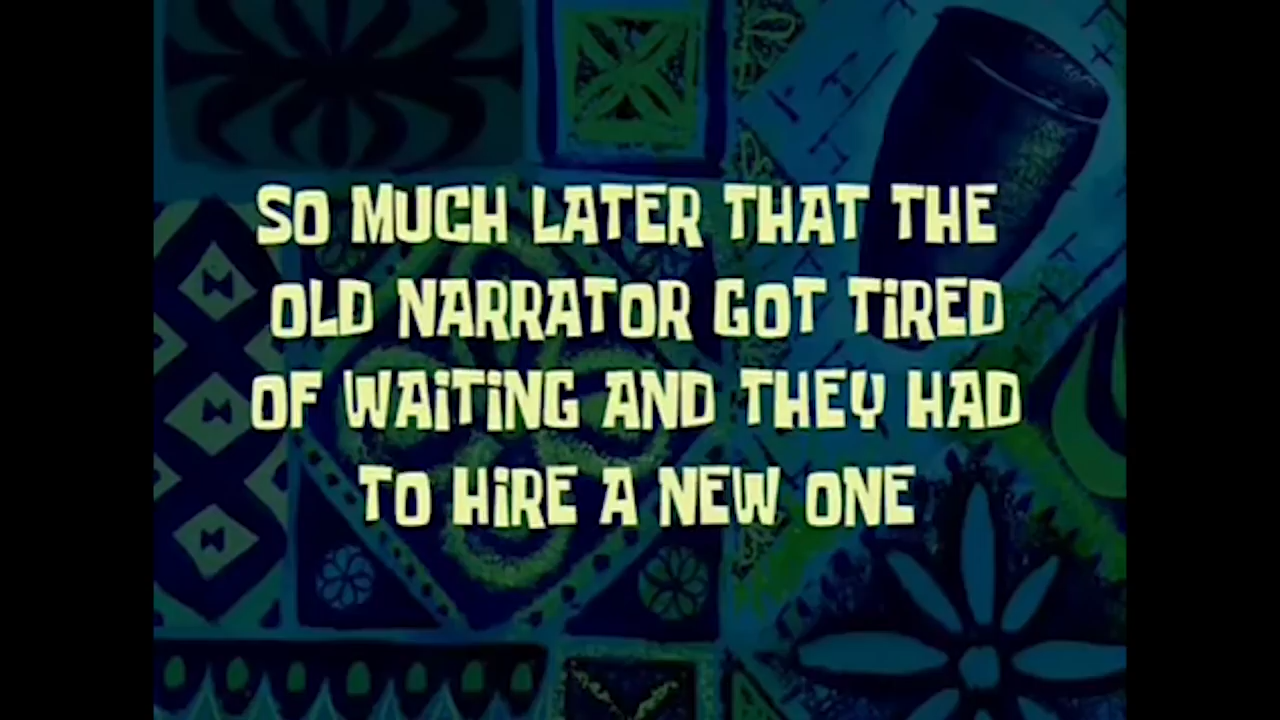 SO MUCH LATER THAT THE
OLD NARRATOR GOT TiRED
OF WAiTiNG AND THEY HAD
TO HiRE A NEW ONE